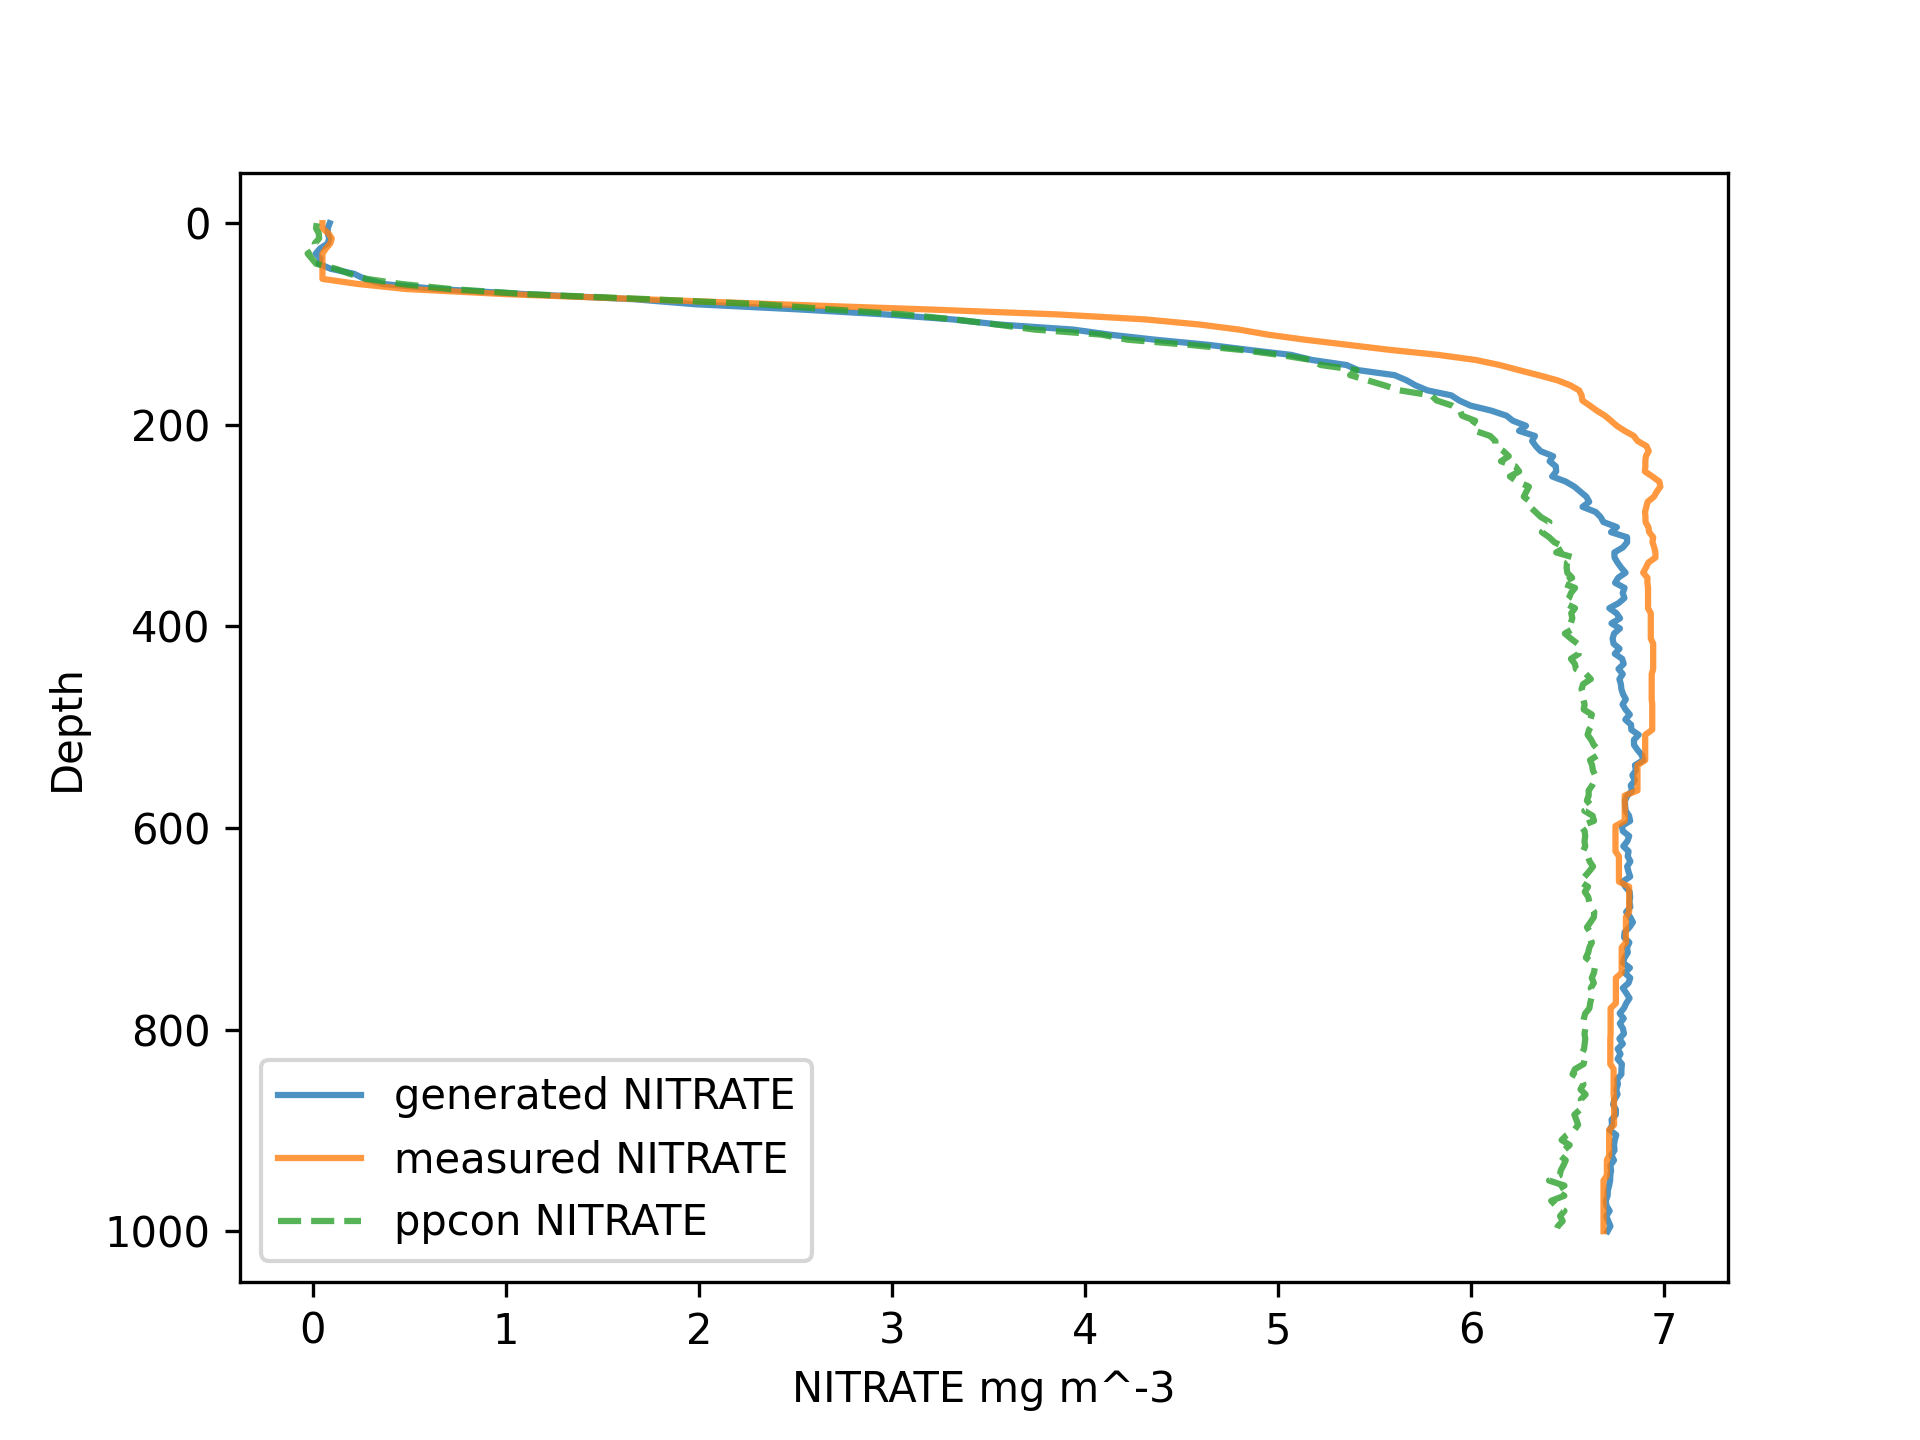 0
200
400
600
800
1000
Depth
generated NITRATE
measured NITRATE
ppcon NITRATE
0 1 2 3 4 5 6 7
NITRATE mg m^-3